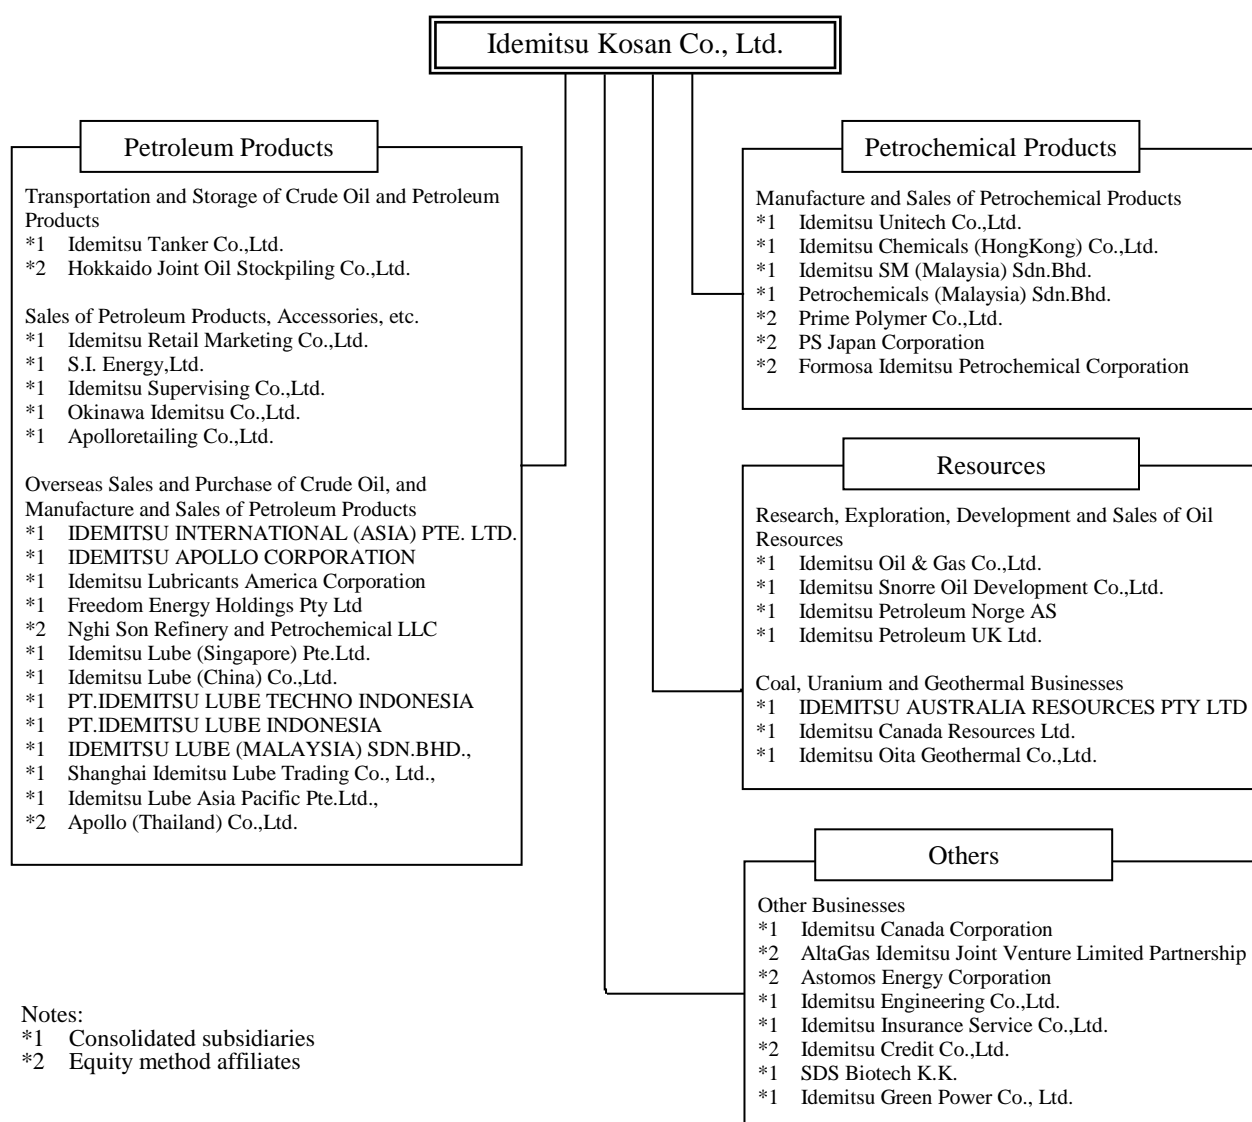 Idemitsu Kosan Co., Ltd.
Petroleum Products
Transportation and Storage of Crude Oil and Petroleum
Products
*1 Idemitsu Tanker Co.,Ltd.
*2 Hokkaido Joint Oil Stockpiling Co.,Ltd.
Sales of Petroleum Products, Accessories, etc.
*1 Idemitsu Retail Marketing Co.,Ltd.
*1 S.I. Energy,Ltd.
*1 Idemitsu Supervising Co.,Ltd.
*1 Okinawa Idemitsu Co.,Ltd.
*1 Apolloretailing Co.,Ltd.
Overseas Sales and Purchase of Crude Oil, and
Manufacture and Sales of Petroleum Products
*1 IDEMITSU INTERNATIONAL (ASIA) PTE. LTD.
*1 IDEMITSU APOLLO CORPORATION
*1 Idemitsu Lubricants America Corporation
*1 Freedom Energy Holdings Pty Ltd
*2 Nghi Son Refinery and Petrochemical LLC
*1 Idemitsu Lube (Singapore) Pte.Ltd.
*1 Idemitsu Lube (China) Co.,Ltd.
*1 PT.IDEMITSU LUBE TECHNO INDONESIA
*1 PT.IDEMITSU LUBE INDONESIA
*1 IDEMITSU LUBE (MALAYSIA) SDN.BHD.,
*1 Shanghai Idemitsu Lube Trading Co., Ltd.,
*1 Idemitsu Lube Asia Pacific Pte.Ltd.,
*2 Apollo (Thailand) Co.,Ltd.
Petrochemical Products
Manufacture and Sales of Petrochemical Products
*1 Idemitsu Unitech Co.,Ltd.
*1 Idemitsu Chemicals (HongKong) Co.,Ltd.
*1 Idemitsu SM (Malaysia) Sdn.Bhd.
*1 Petrochemicals (Malaysia) Sdn.Bhd.
*2 Prime Polymer Co.,Ltd.
*2 PS Japan Corporation
*2 Formosa Idemitsu Petrochemical Corporation
Resources
Research, Exploration, Development and Sales of Oil
Resources
*1 Idemitsu Oil & Gas Co.,Ltd.
*1 Idemitsu Snorre Oil Development Co.,Ltd.
*1 Idemitsu Petroleum Norge AS
*1 Idemitsu Petroleum UK Ltd.
Coal, Uranium and Geothermal Businesses
*1 IDEMITSU AUSTRALIA RESOURCES PTY LTD
*1 Idemitsu Canada Resources Ltd.
*1 Idemitsu Oita Geothermal Co.,Ltd.
Others
Other Businesses
*1 Idemitsu Canada Corporation
*2 AltaGas Idemitsu Joint Venture Limited Partnership
*2 Astomos Energy Corporation
*1 Idemitsu Engineering Co.,Ltd.
*1 Idemitsu Insurance Service Co.,Ltd.
*2 Idemitsu Credit Co.,Ltd.
*1 SDS Biotech K.K.
*1 Idemitsu Green Power Co., Ltd.
Notes:
*1 Consolidated subsidiaries
*2 Equity method affiliates